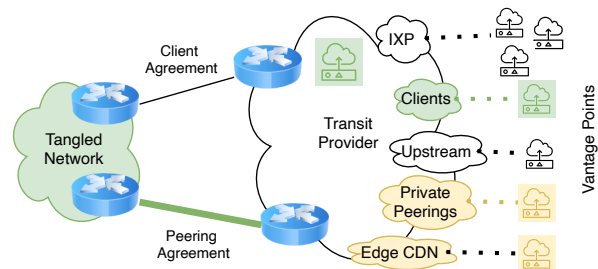 IXP
Client
Agreement
Clients
Tangled
Network
Transit
Provider
Upstream
Private
Peerings
Peering
Agreement
Edge CDN
Vantage Points